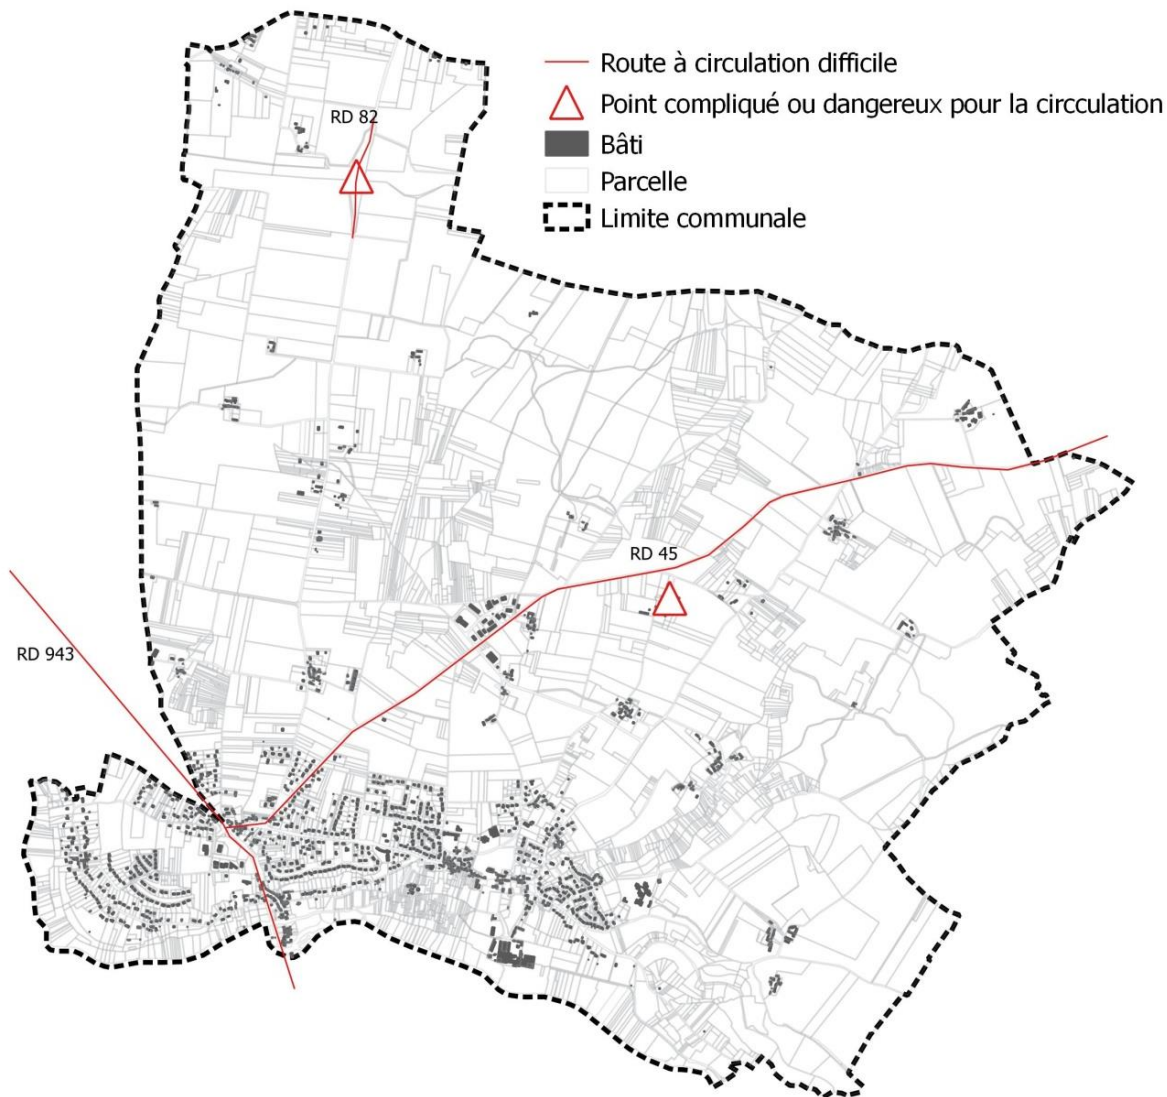 Route à circulation difficile
Point compliqué ou dangereux pour la circculation
RD 82
Bâti
Parcelle
Limite communale
RD 45
RD 943